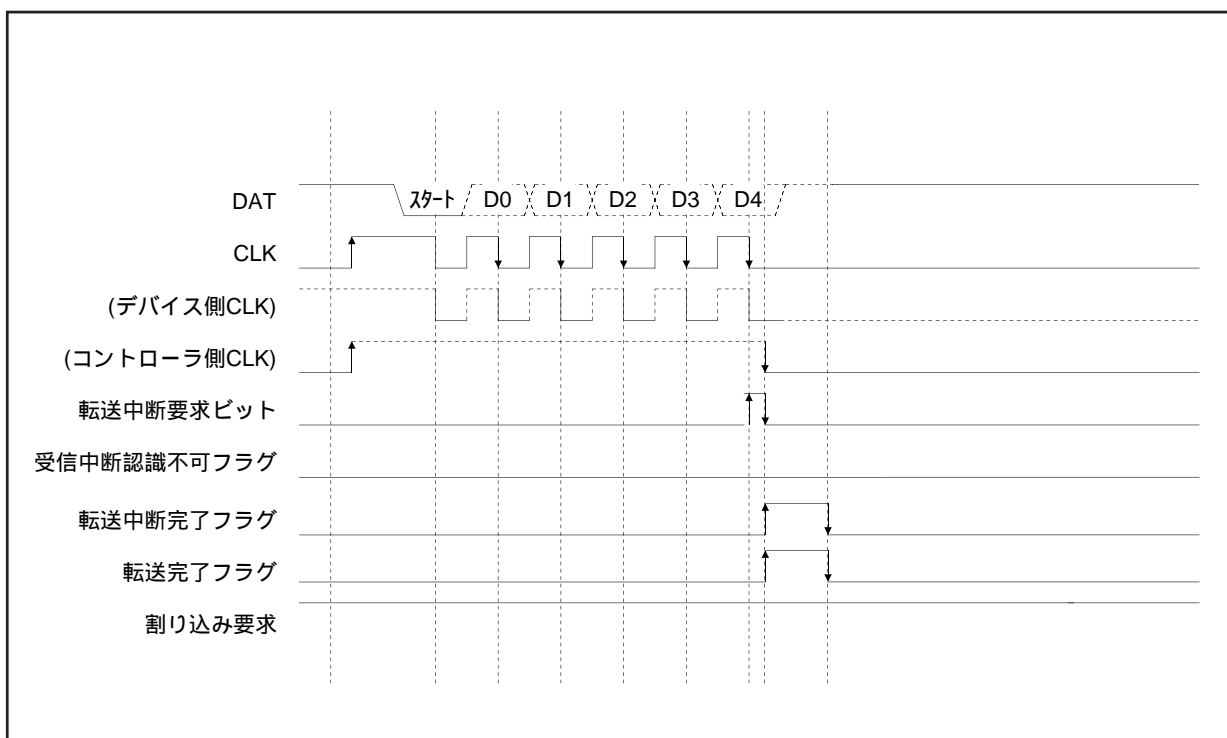 DAT
スタート D0 D1 D2 D3 D4
CLK
(デバイス側CLK)
(コントローラ側CLK)
転送中断要求ビット
受信中断認識不可フラグ
転送中断完了フラグ
転送完了フラグ
割り込み要求